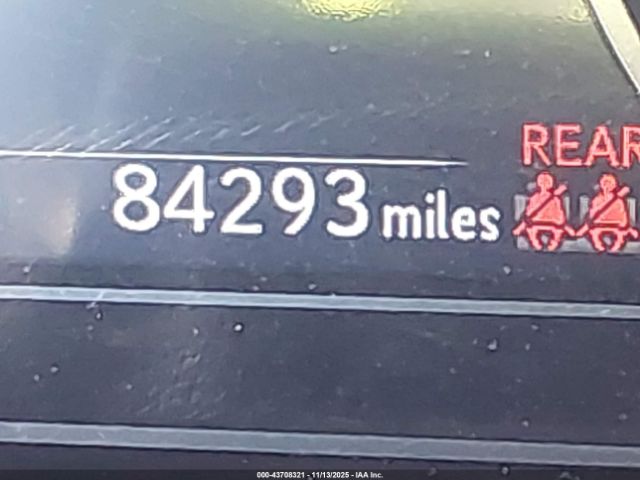 REAR
84293 miles
000-43708321 - 11/13/2025 - IAA Inc.